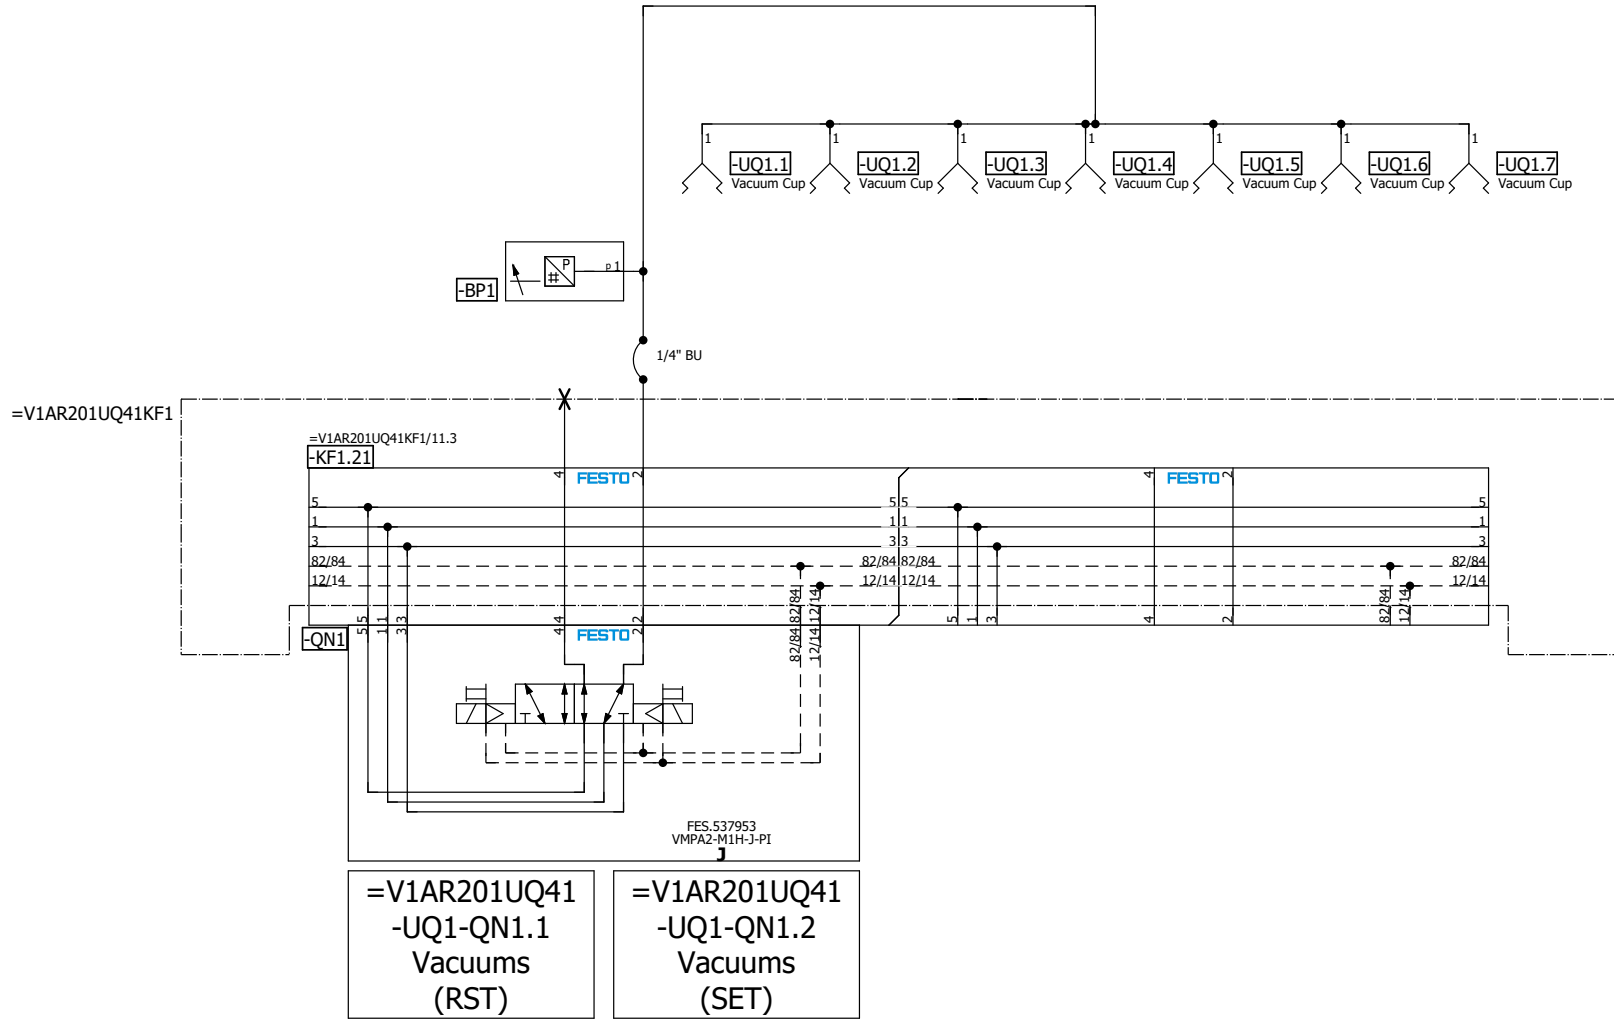 1
1
1
1
1
1
1
-UQ1.1
Vacuum Cup
-UQ1.2
Vacuum Cup
-UQ1.3
Vacuum Cup
-UQ1.4
Vacuum Cup
-UQ1.5
Vacuum Cup
-UQ1.6
Vacuum Cup
-UQ1.7
Vacuum Cup
P
#
P 1
-BP1
1/4" BU
=V1AR201UQ41KF1
=V1AR201UQ41KF1/11.3
-KF1.21
4
FESTO
2
4
FESTO
2
5
5
5
5
1
1
1
1
3
3
3
3
82/84
82/84
82/84
82/84
12/14
12/14
12/14
12/14
5
1
3
4
2
82/84
12/14
5
1
3
4
2
82/84
12/14
-QN1
5
1
3
4
FESTO
2
82/84
12/14
FES.537953
VMPA2-M1H-J-PI
J
=V1AR201UQ41
-UQ1-QN1.1
Vacuums
(RST)
=V1AR201UQ41
-UQ1-QN1.2
Vacuums
(SET)